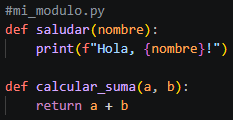 #mi_modulo.py
def saludar(nombre):
    print(f"Hola, {nombre}!")

def calcular_suma(a, b):
    return a + b